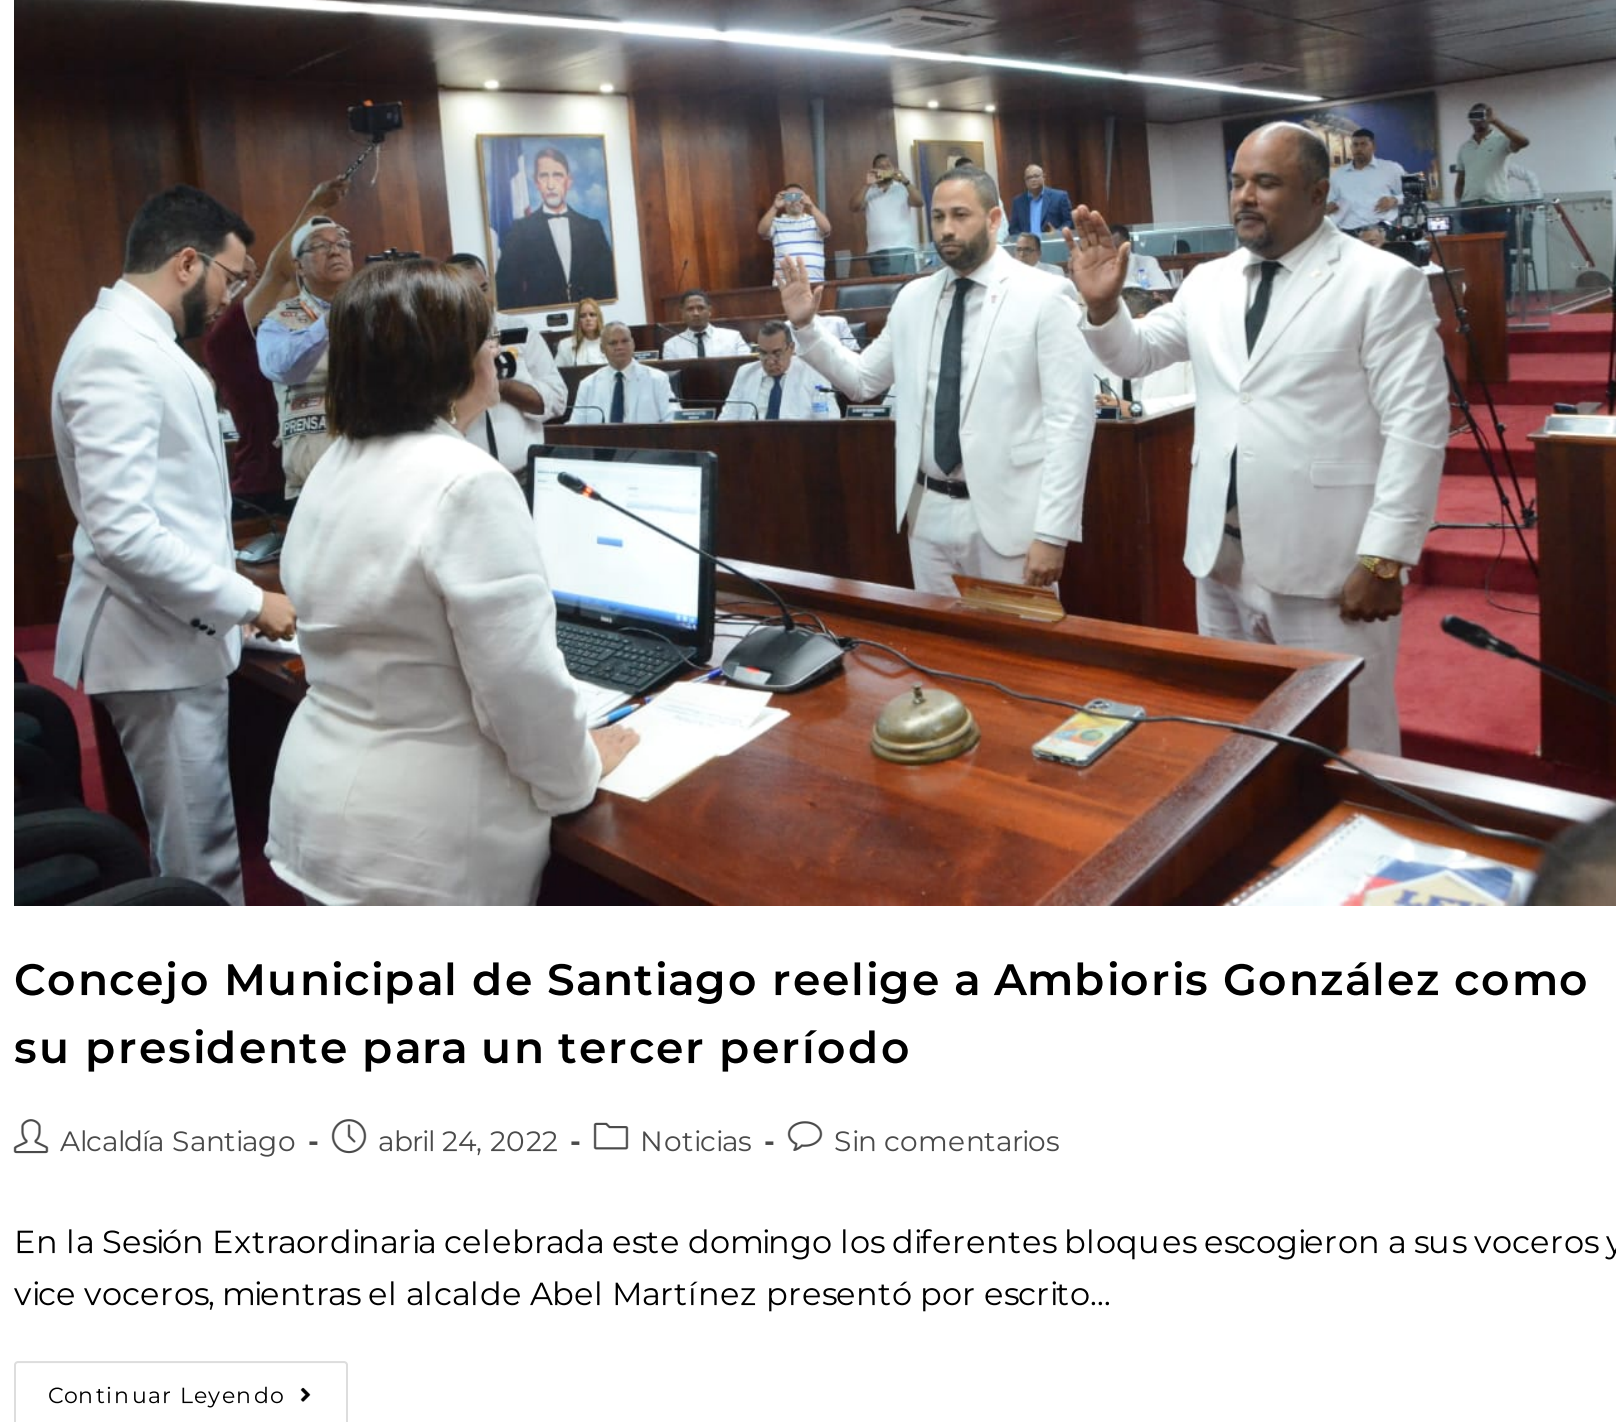 PRENSA
Concejo Municipal de Santiago reelige a Ambioris González como
su presidente para un tercer período
Alcaldía Santiago - abril 24, 2022 - Noticias - Sin comentarios
En la Sesión Extraordinaria celebrada este domingo los diferentes bloques escogieron a sus voceros y
vice voceros, mientras el alcalde Abel Martínez presentó por escrito...
Continuar Leyendo